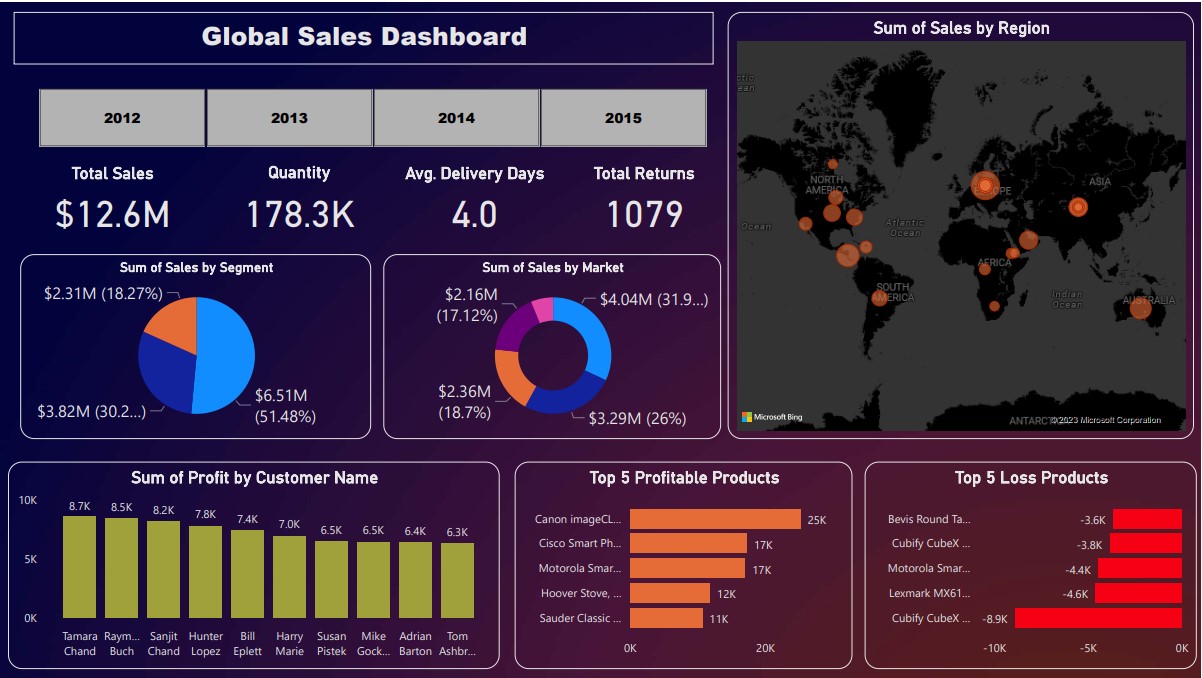 Global Sales Dashboard
2012
2013
2014
2015
Total Sales
$12.6M
Quantity
178.3K
Avg. Delivery Days
4.0
Total Returns
1079
Sum of Sales by Segment
$2.31M (18.27%)
$3.82M (30.2...)
$6.51M
(51.48%)
Sum of Sales by Market
$2.16M
(17.12%)
$4.04M (31.9...)
$2.36M
(18.7%)
$3.29M (26%)
Sum of Sales by Region
ean
NORTH
AMERICA
Ocean
Atlantic
Ocean
ASIA
AFRICA
SOUTH
AMERICA
Indian
Ocean
AUSTRALIA
Microsoft Bing
©2023 Microsoft Corporation
Sum of Profit by Customer Name
10K
5K
0K
8.7K
8.5K
8.2K
7.8K
7.4K
7.0K
6.5K
6.5K
6.4K
6.3K
Tamara
Chand
Raym...
Buch
Sanjit
Chand
Hunter
Lopez
Bill
Eplett
Harry
Marie
Susan
Pistek
Mike
Gock...
Adrian
Barton
Tom
Ashbr...
Top 5 Profitable Products
Canon imageCL...
25K
Cisco Smart Ph...
17K
Motorola Smar...
17K
Hoover Stove, ...
12K
Sauder Classic ...
11K
0K
20K
Top 5 Loss Products
Bevis Round Ta...
-3.6K
Cubify CubeX ...
-3.8K
Motorola Smar...
-4.4K
Lexmark MX61...
-4.6K
Cubify CubeX ...
-8.9K
-10K
-5K
0K